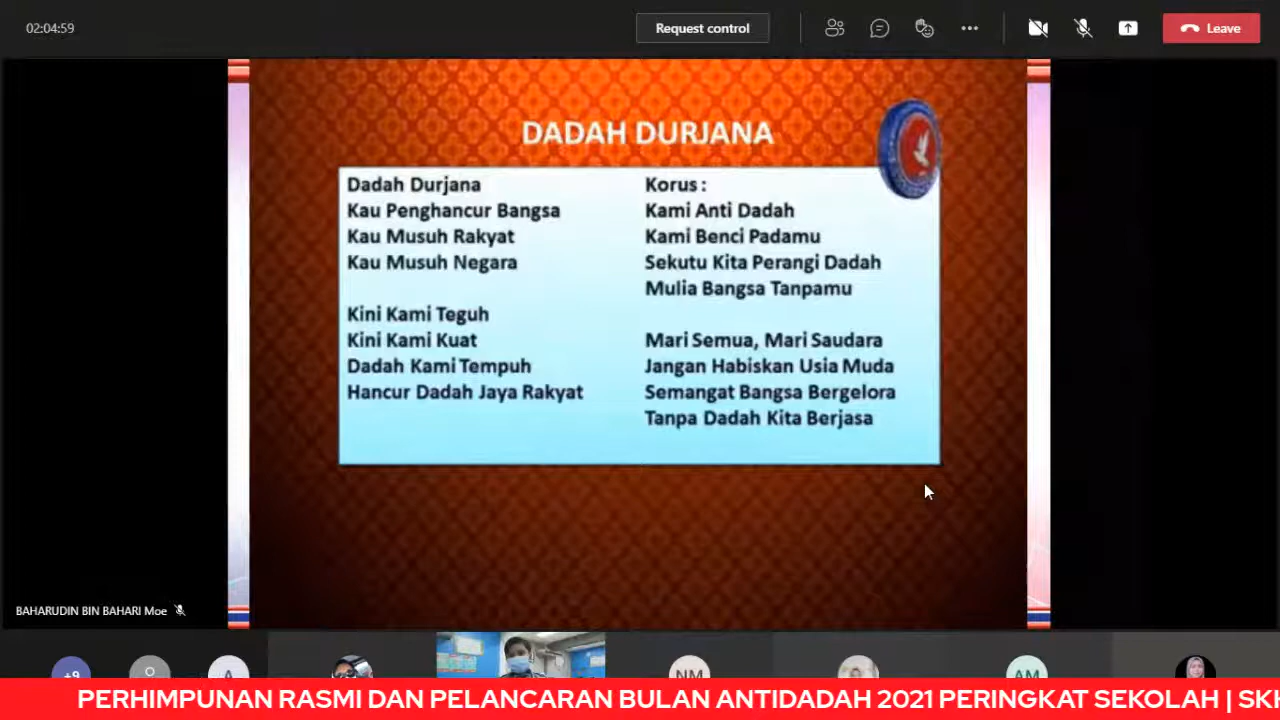 02:04:59
Request control
Leave
DADAH DURJANA
Dadah Durjana
Kau Penghancur Bangsa
Kau Musuh Rakyat
Kau Musuh Negara
Kini Kami Teguh
Kini Kami Kuat
Dadah Kami Tempuh
Hancur Dadah Jaya Rakyat
Korus :
Kami Anti Dadah
Kami Benci Padamu
Sekutu Kita Perangi Dadah
Mulia Bangsa Tanpamu
Mari Semua, Mari Saudara
Jangan Habiskan Usia Muda
Semangat Bangsa Bergelora
Tanpa Dadah Kita Berjasa
BAHARUDIN BIN BAHARI Moe
+9
A
NM
AM
PERHIMPUNAN RASMI DAN PELANCARAN BULAN ANTIDADAH 2021 PERINGKAT SEKOLAH |